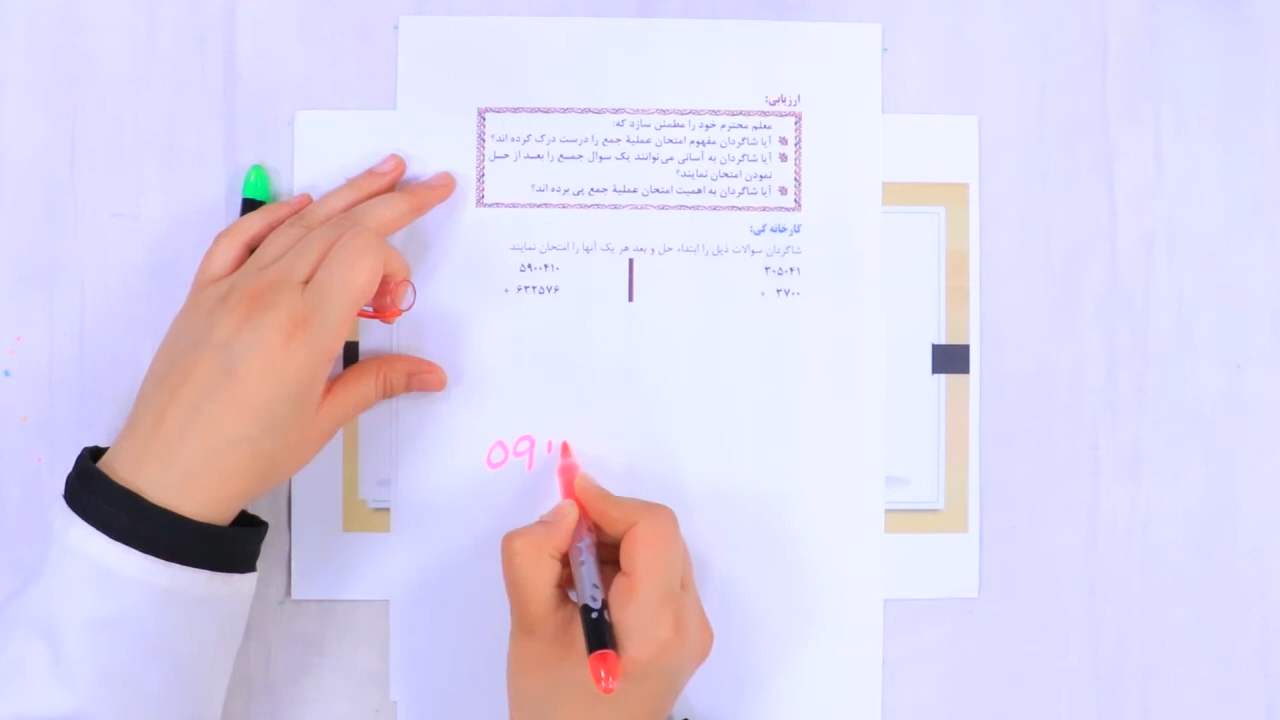 ارزیابی:
معلم محترم خود را مطمئن سازد که:
آیا شاگردان مفهوم امتحان عملیهٔ جمع را درست درک کرده اند؟
آیا شاگردان به آسانی می‌توانند یک سوال جمع را بعد از حل
نمودن امتحان نمایند؟
آیا شاگردان به اهمیت امتحان عملیهٔ جمع پی برده اند؟
کارخانه گی:
شاگردان سوالات ذیل را ابتداء حل و بعد هر یک آنها را امتحان نمایند
۳۰۵۰۴۱
+ ۳۷۰۰
۵۹۰۰۴۱۰
+ ۶۳۲۵۷۶
۵۹۰